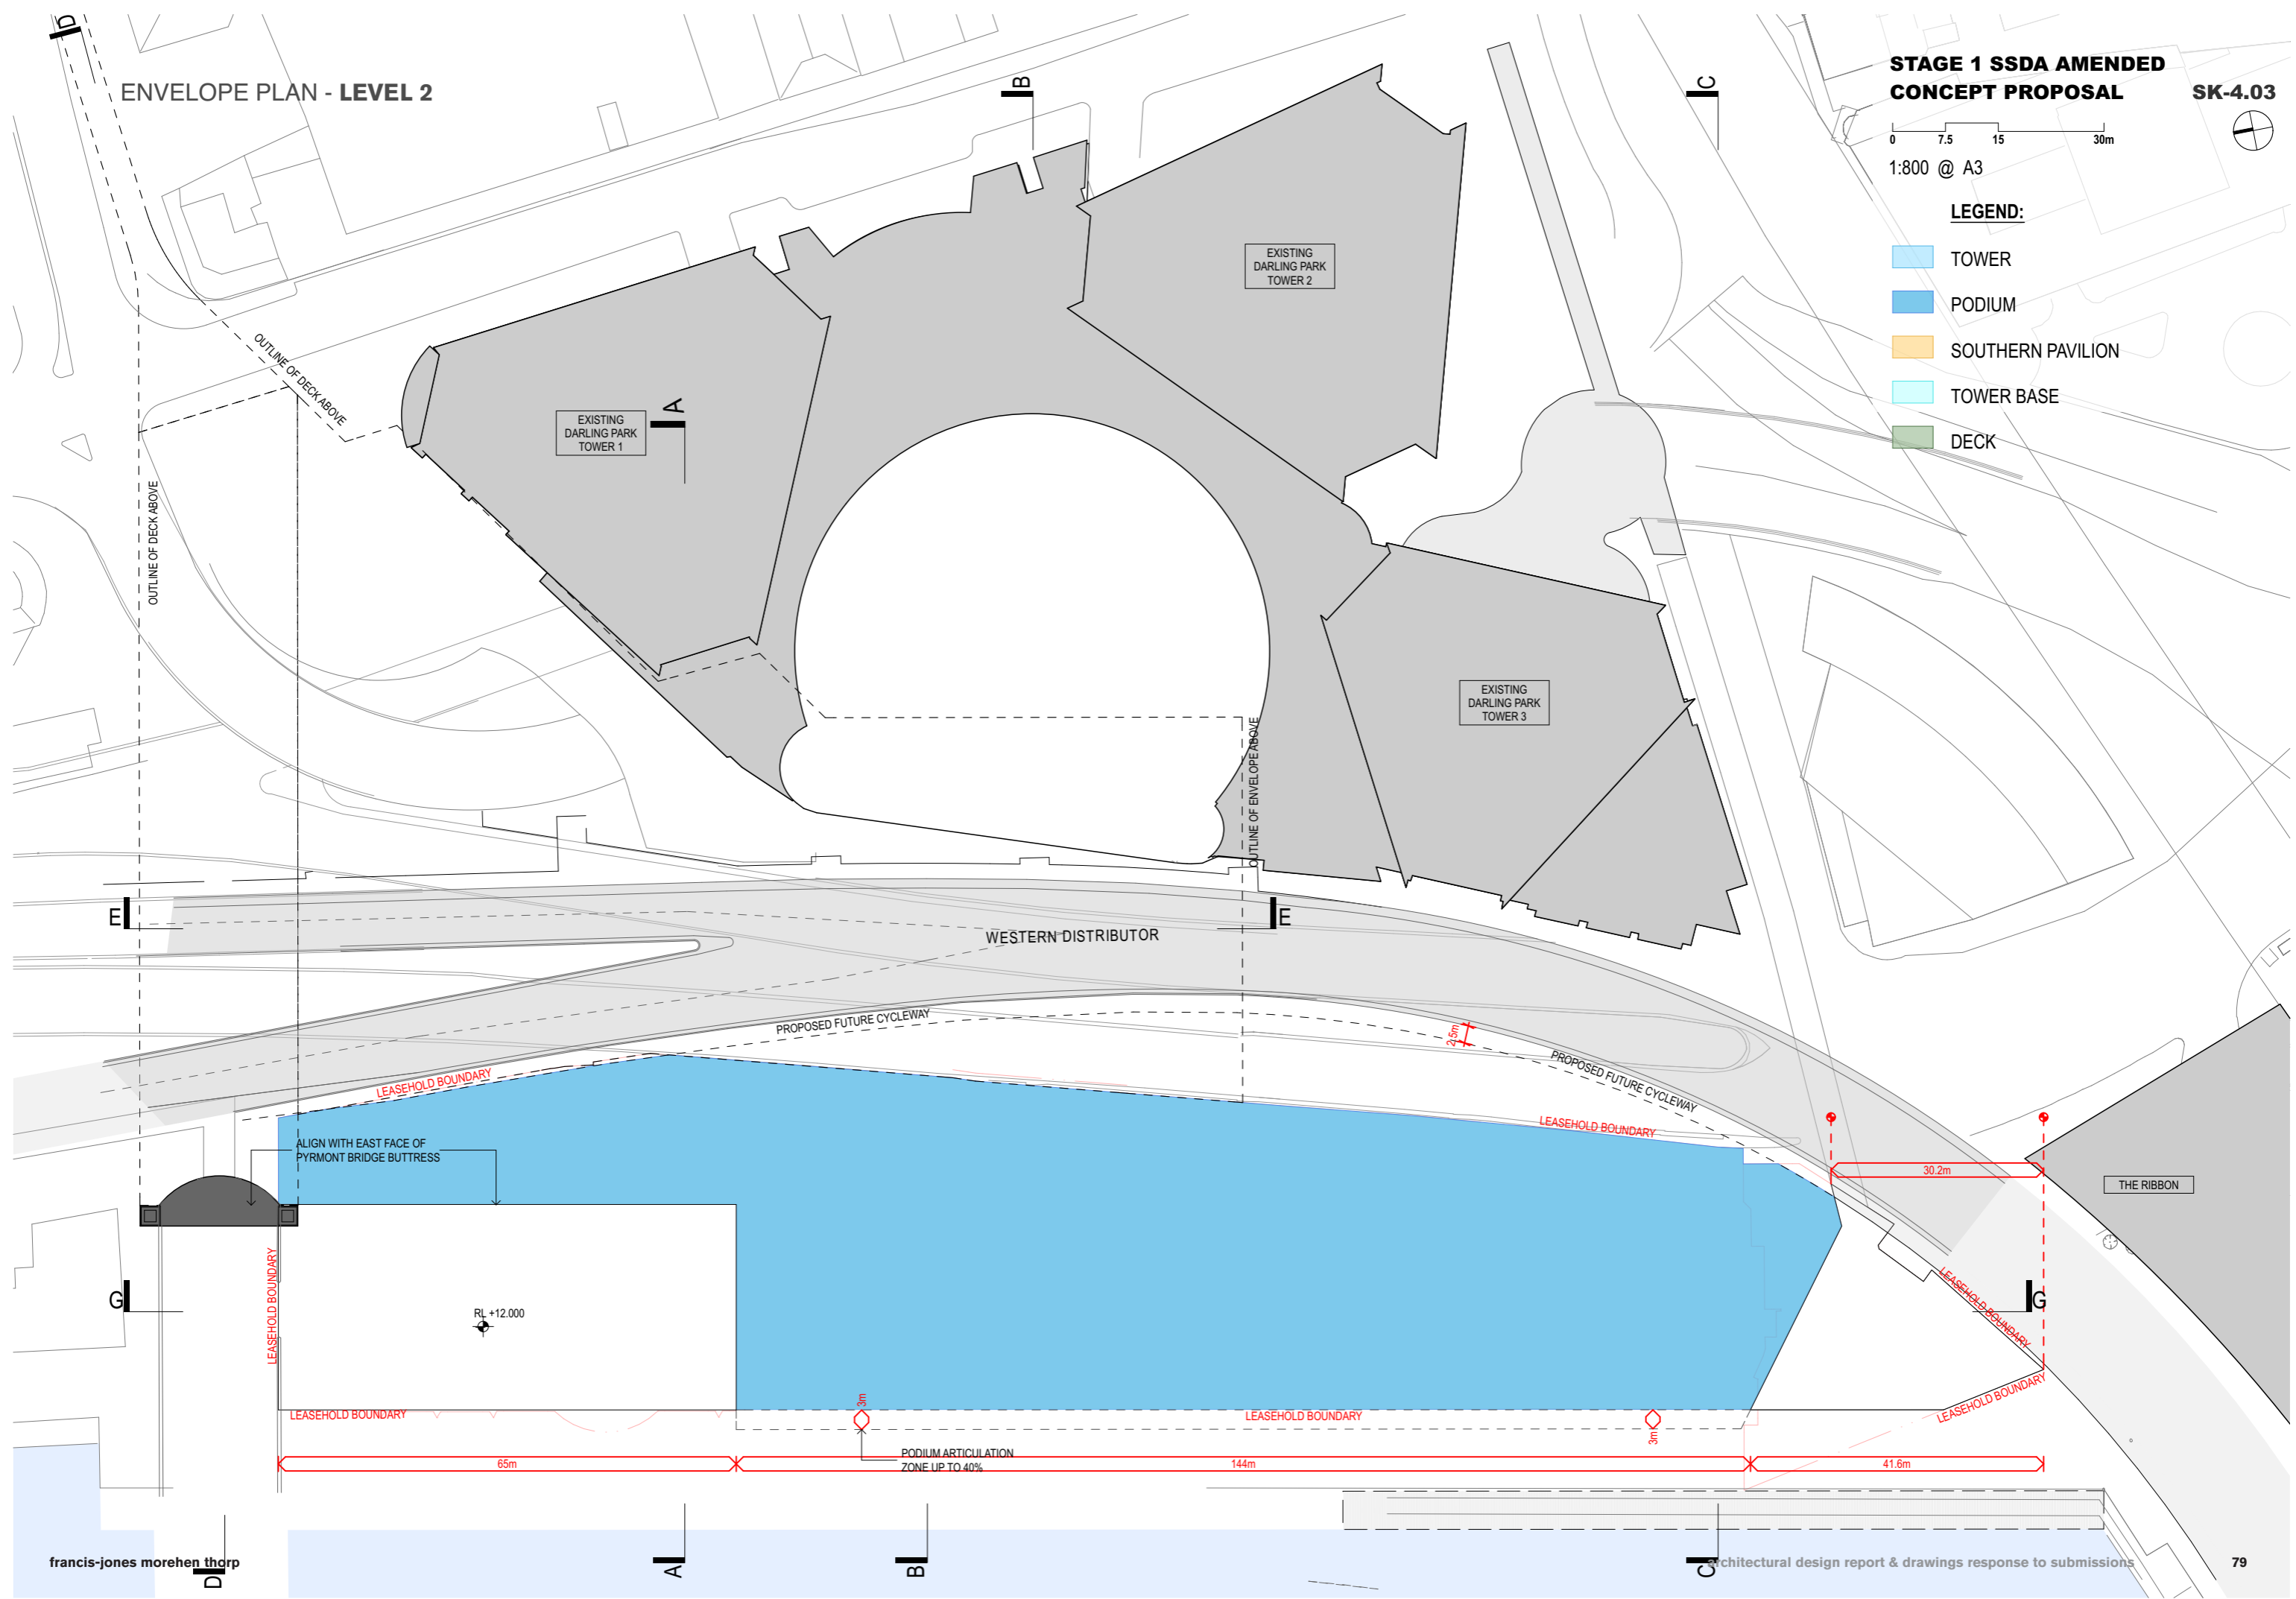 ENVELOPE PLAN - LEVEL 2
STAGE 1 SSDA AMENDED
CONCEPT PROPOSAL
SK-4.03
0 7.5 15 30m
1:800 @ A3
LEGEND:
TOWER
PODIUM
SOUTHERN PAVILION
TOWER BASE
DECK
D
B
C
EXISTING
DARLING PARK
TOWER 2
OUTLINE OF DECK ABOVE
EXISTING
DARLING PARK
TOWER 1
A
OUTLINE OF DECK ABOVE
EXISTING
DARLING PARK
TOWER 3
OUTLINE OF ENVELOPE ABOVE
E
E
WESTERN DISTRIBUTOR
PROPOSED FUTURE CYCLEWAY
2.5m
PROPOSED FUTURE CYCLEWAY
LEASEHOLD BOUNDARY
LEASEHOLD BOUNDARY
ALIGN WITH EAST FACE OF
PYRMONT BRIDGE BUTTRESS
30.2m
THE RIBBON
LEASEHOLD BOUNDARY
G
RL +12.000
LEASEHOLD BOUNDARY
G
LEASEHOLD BOUNDARY
3m
LEASEHOLD BOUNDARY
3m
LEASEHOLD BOUNDARY
PODIUM ARTICULATION
ZONE UP TO 40%
65m
144m
41.6m
francis-jones morehen thorp
D
A
B
C
architectural design report & drawings response to submissions
79